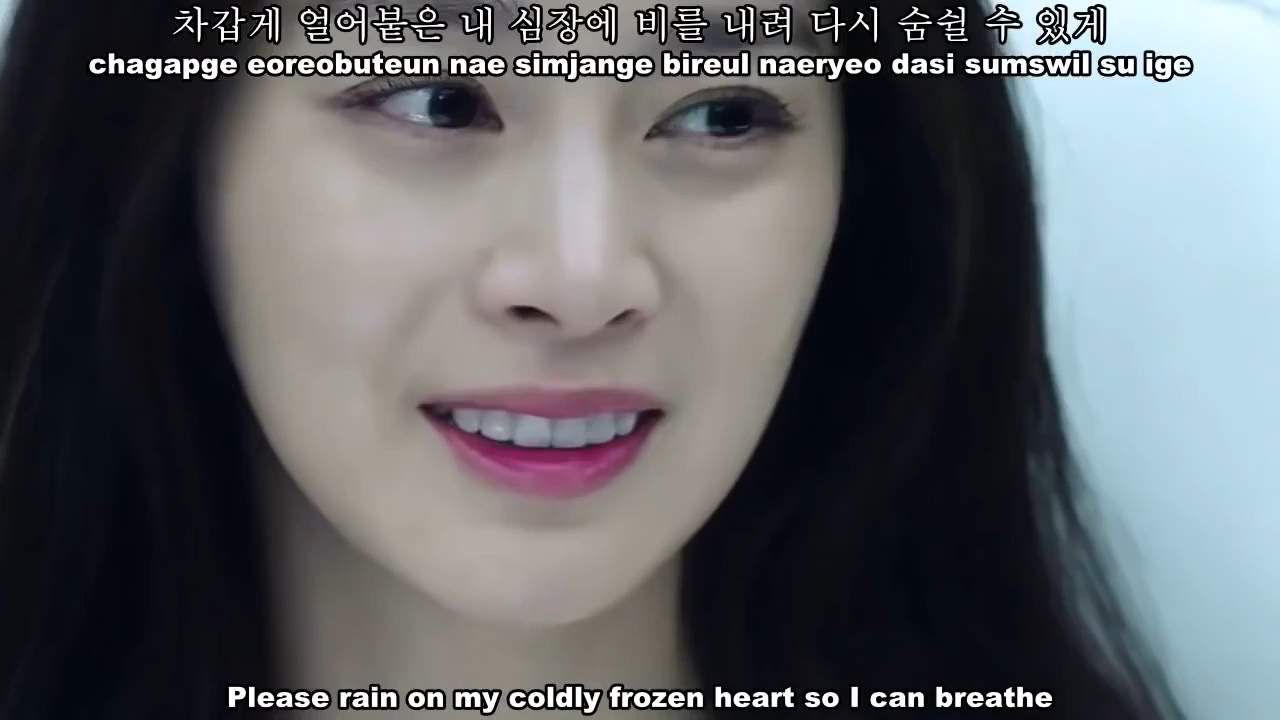 차갑게 얼어붙은 내 심장에 비를 내려 다시 숨쉴 수 있게
chagapge eoreobuteun nae simjange bireul naeryeo dasi sumswil su ige
Please rain on my coldly frozen heart so I can breathe